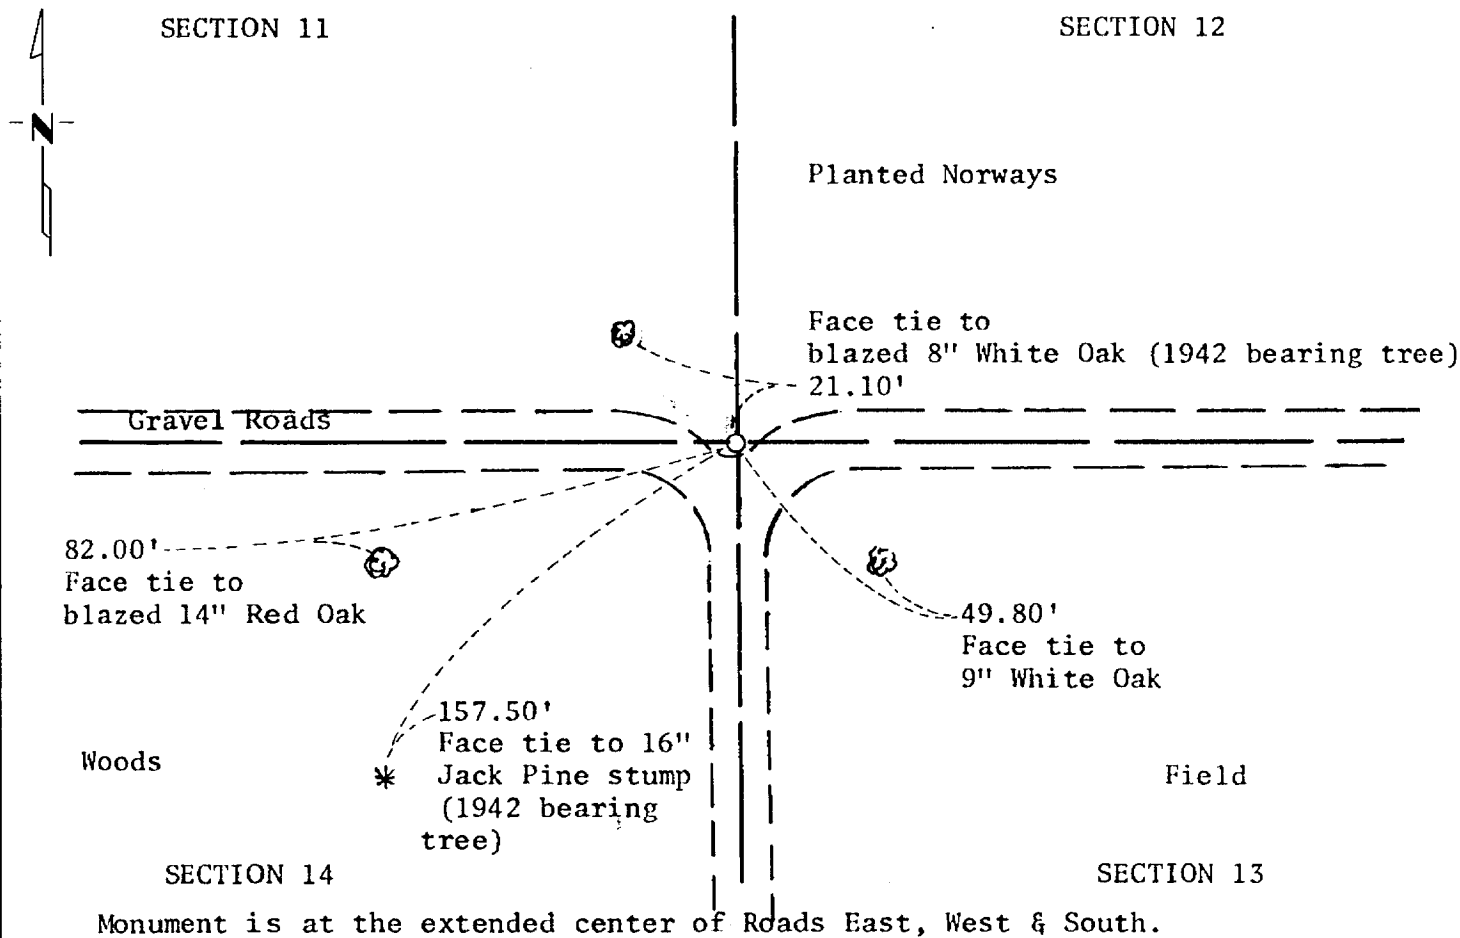 SECTION 11
SECTION 12
N
Planted Norways
Face tie to
blazed 8" White Oak (1942 bearing tree)
21.10'
Gravel Roads
82.00'
Face tie to
blazed 14" Red Oak
49.80'
Face tie to
9" White Oak
157.50'
Face tie to 16"
Jack Pine stump
(1942 bearing
tree)
Woods
Field
SECTION 14
SECTION 13
Monument is at the extended center of Roads East, West & South.